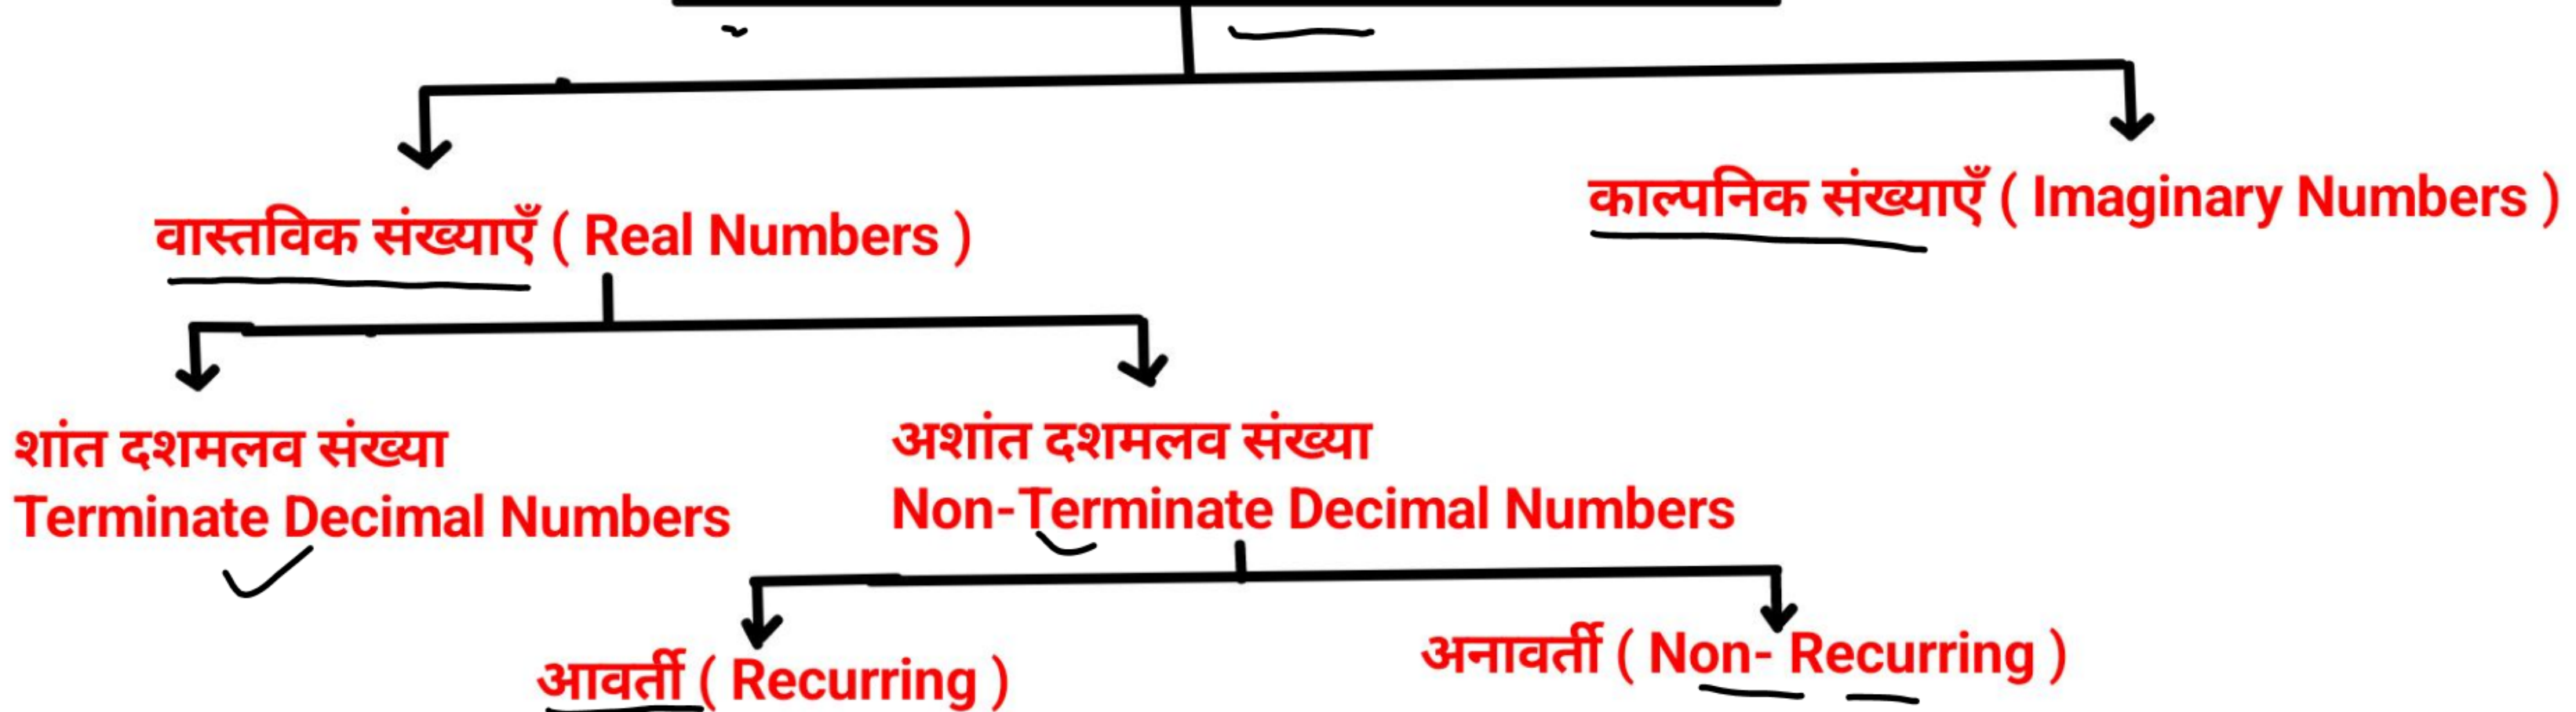 वास्तविक संख्याएँ ( Real Numbers )
काल्पनिक संख्याएँ ( Imaginary Numbers )
शांत दशमलव संख्या
Terminate Decimal Numbers
अशांत दशमलव संख्या
Non-Terminate Decimal Numbers
आवर्ती ( Recurring )
अनावर्ती ( Non- Recurring )